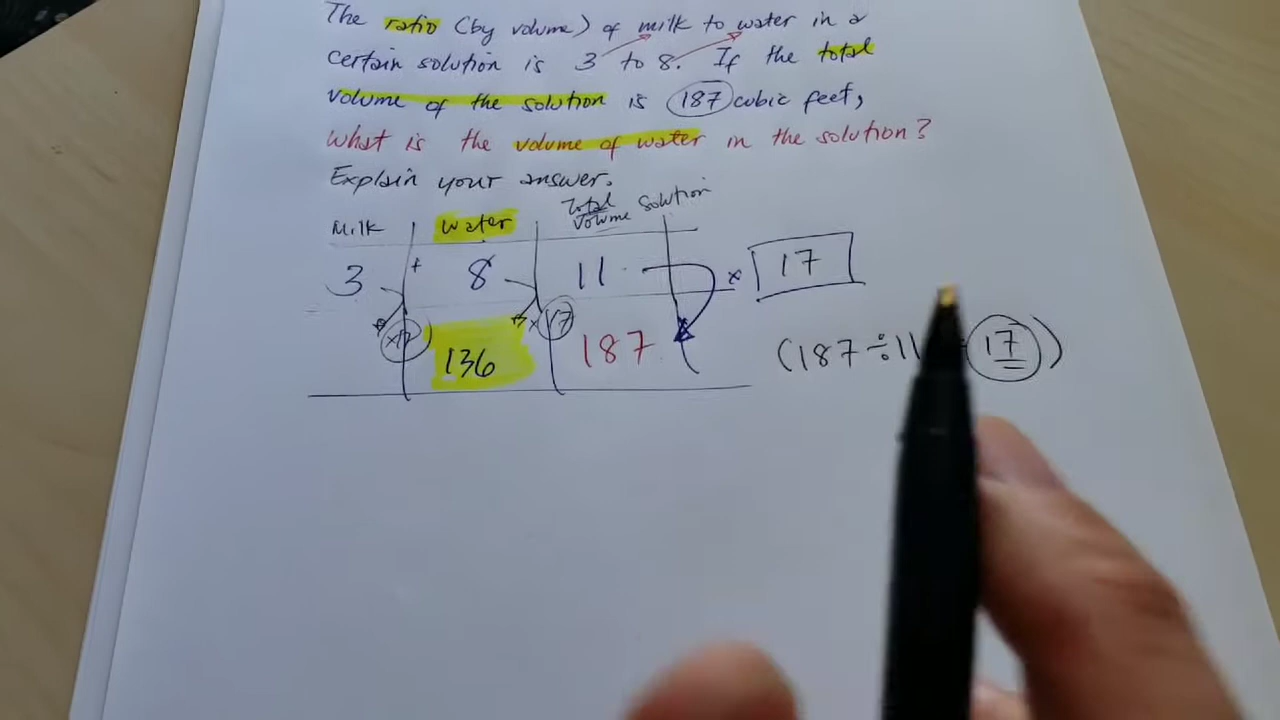 The ratio (by volume) of milk to water in a
certain solution is 3 to 8. If the total
volume of the solution is 187 cubic feet,
what is the volume of water in the solution?
Explain your answer.
Milk water Total volume solution
3 + 8 11 × 17
×17 ×17
136 187 (187÷11 17)